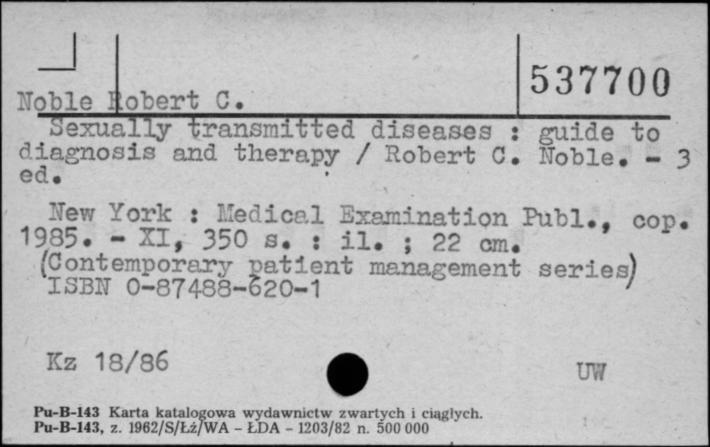 537700
Noble Robert C.
Sexually transmitted diseases : guide to
diagnosis and therapy / Robert C. Noble. - 3
ed.
New York : Medical Examination Publ., cop.
1985. - XI, 350 s. : il. ; 22 cm.
(Contemporary patient management series)
ISBN 0-87488-620-1
Kz 18/86
UW
Pu-B-143 Karta katalogowa wydawnictw zwartych i ciągłych.
Pu-B-143, z. 1962/S/Łż/WA - ŁDA - 1203/82 n. 500 000